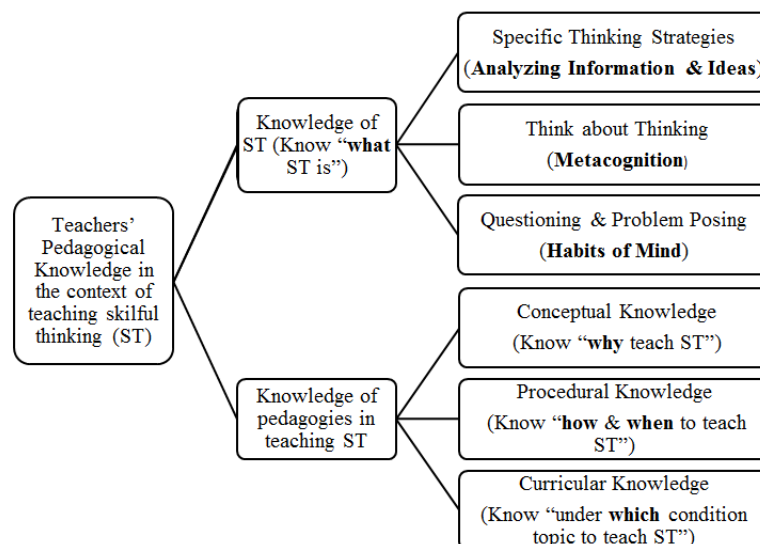 Teachers’
Pedagogical
Knowledge in
the context of
teaching skilful
thinking (ST)
Knowledge of
ST (Know “what
ST is”)
Specific Thinking Strategies
(Analyzing Information & Ideas)
Think about Thinking
(Metacognition)
Questioning & Problem Posing
(Habits of Mind)
Knowledge of
pedagogies in
teaching ST
Conceptual Knowledge
(Know “why teach ST”)
Procedural Knowledge
(Know “how & when to teach
ST”)
Curricular Knowledge
(Know “under which condition
topic to teach ST”)